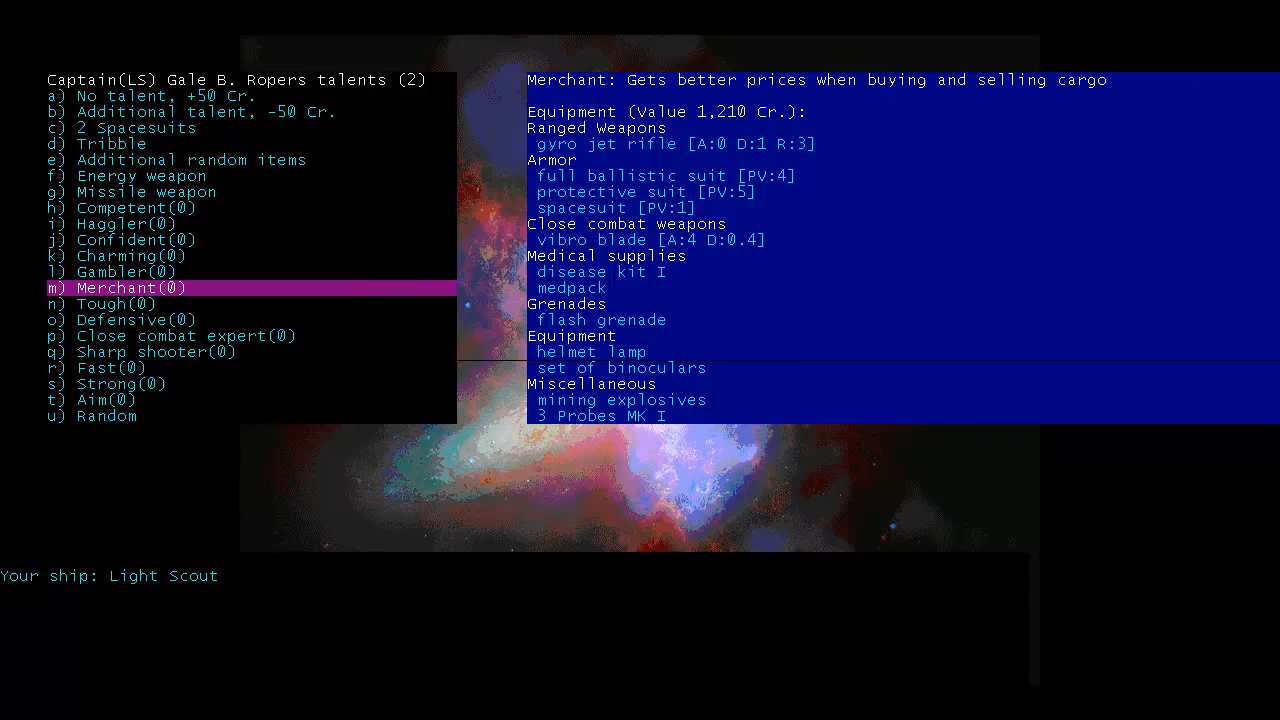 Captain(LS) Gale B. Ropers talents (2)
a) No talent, +50 Cr.
b) Additional talent, -50 Cr.
c) 2 Spacesuits
d) Tribble
e) Additional random items
f) Energy weapon
g) Missile weapon
h) Competent(0)
i) Haggler(0)
j) Confident(0)
k) Charming(0)
l) Gambler(0)
m) Merchant(0)
n) Tough(0)
o) Defensive(0)
p) Close combat expert(0)
q) Sharp shooter(0)
r) Fast(0)
s) Strong(0)
t) Aim(0)
u) Random
Merchant: Gets better prices when buying and selling cargo
Equipment (Value 1,210 Cr.):
Ranged Weapons
gyro jet rifle [A:0 D:1 R:3]
Armor
full ballistic suit [PV:4]
protective suit [PV:5]
spacesuit [PV:1]
Close combat weapons
vibro blade [A:4 D:0.4]
Medical supplies
disease kit I
medpack
Grenades
flash grenade
Equipment
helmet lamp
set of binoculars
Miscellaneous
mining explosives
3 Probes MK I
Your ship: Light Scout